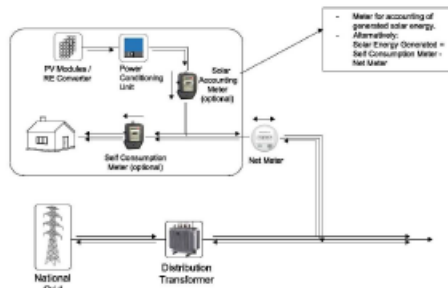 - Meter for accounting of
generated solar energy.
- Alternatively:
Solar Energy Generated =
Self Consumption Meter -
Net Meter
PV Modules /
RE Converter
Power
Conditioning
Unit
Solar
Accounting
Meter
(optional)
Self Consumption
Meter (optional)
Net Meter
National
Distribution
Transformer